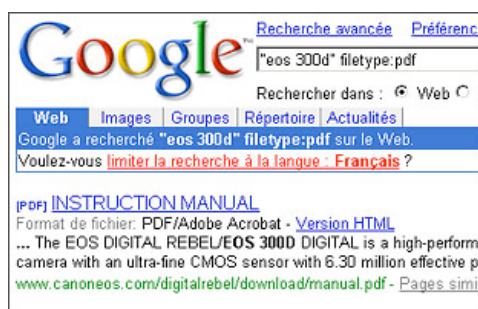 Google™
Recherche avancée Préférenc
"eos 300d" filetype:pdf
Rechercher dans : Web
Web Images Groupes Répertoire Actualités
Google a recherché "eos 300d" filetype:pdf sur le Web.
Voulez-vous limiter la recherche à la langue : Français ?
[PDF] INSTRUCTION MANUAL
Format de fichier: PDF/Adobe Acrobat - Version HTML
... The EOS DIGITAL REBEL/EOS 300D DIGITAL is a high-perform
camera with an ultra-fine CMOS sensor with 6.30 million effective p
www.canoneos.com/digitalrebel/download/manual.pdf - Pages simi